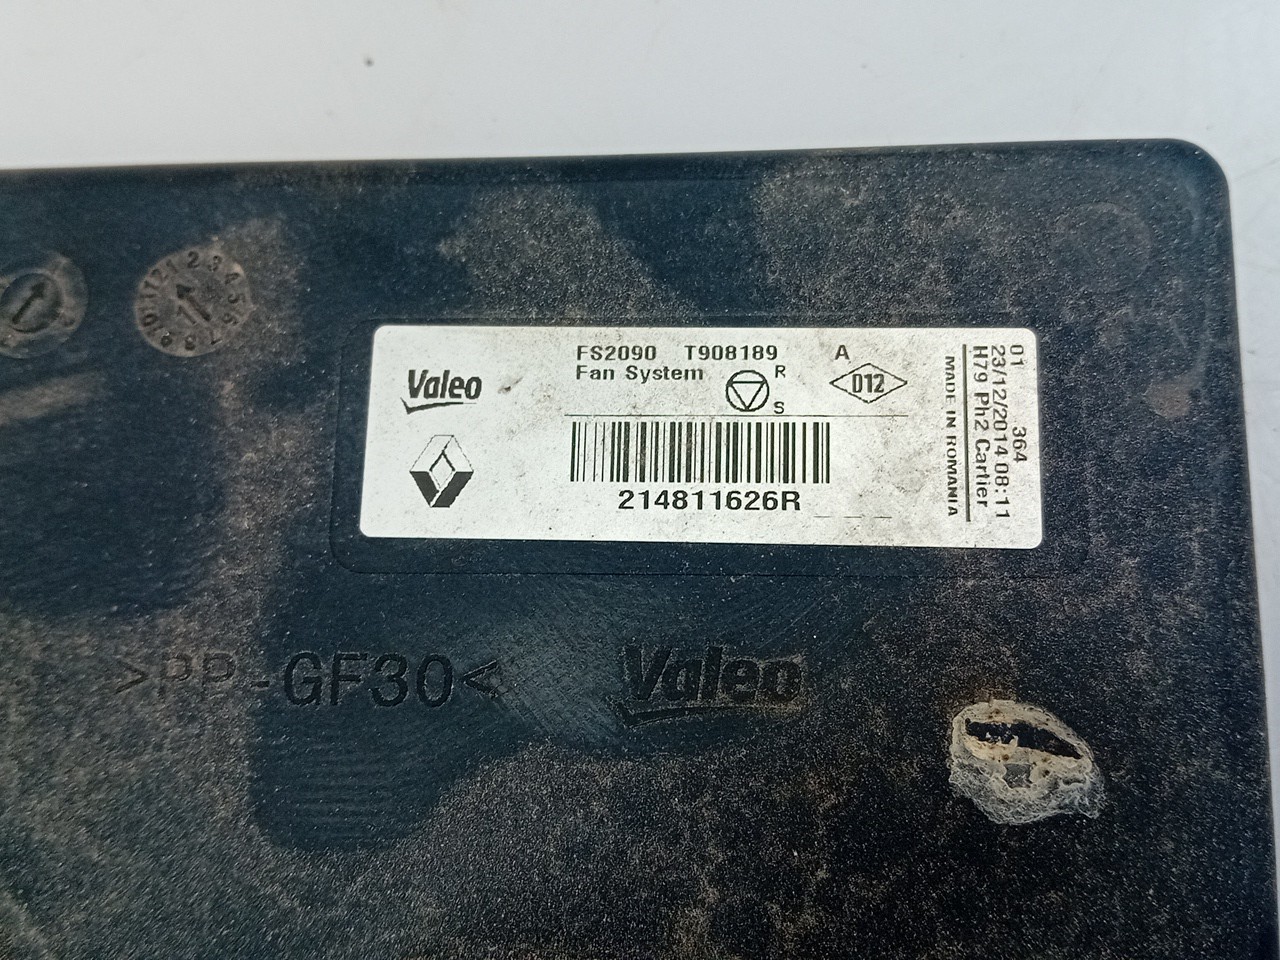 FS2090 T908189 A
Fan System R
S
D12
Valeo
214811626R
01 364
23/12/2014 08:11
H79 Ph2 Cartier
MADE IN ROMANIA
>PP-GF30<
Valeo